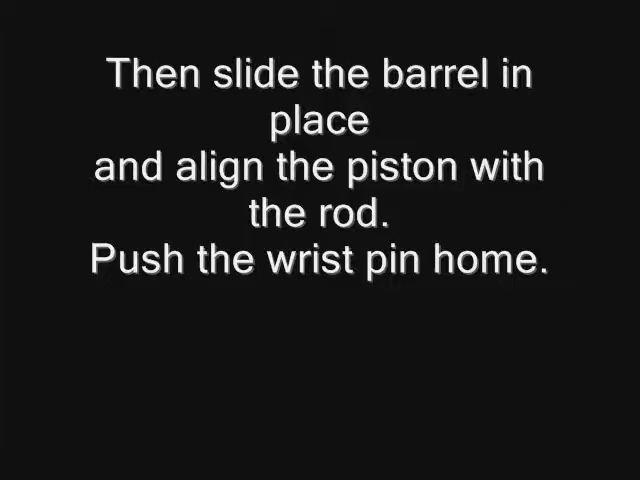 Then slide the barrel in
place
and align the piston with
the rod.
Push the wrist pin home.